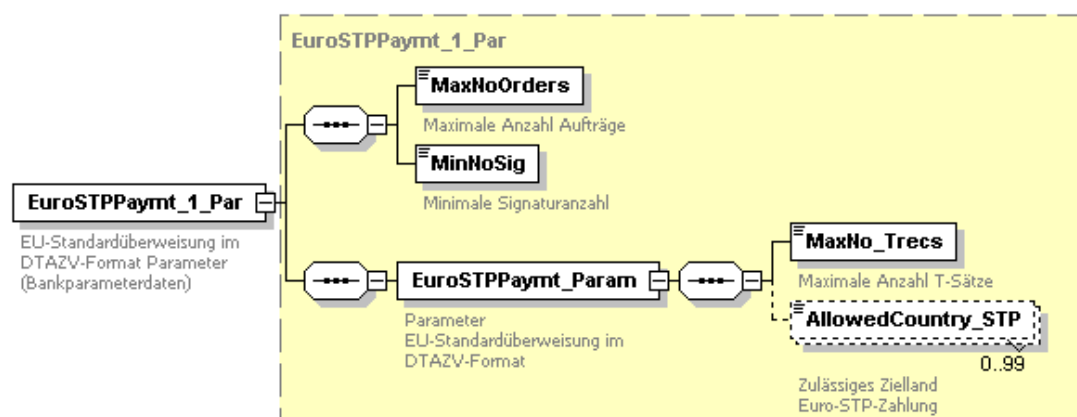 EuroSTPPaymt_1_Par
MaxNoOrders
Maximale Anzahl Aufträge
MinNoSig
Minimale Signaturanzahl
EuroSTPPaymt_1_Par
EU-Standardüberweisung im
DTAZV-Format Parameter
(Bankparameterdaten)
EuroSTPPaymt_Param
Parameter
EU-Standardüberweisung im
DTAZV-Format
MaxNo_Trecs
Maximale Anzahl T-Sätze
AllowedCountry_STP
0..99
Zulässiges Zielland
Euro-STP-Zahlung